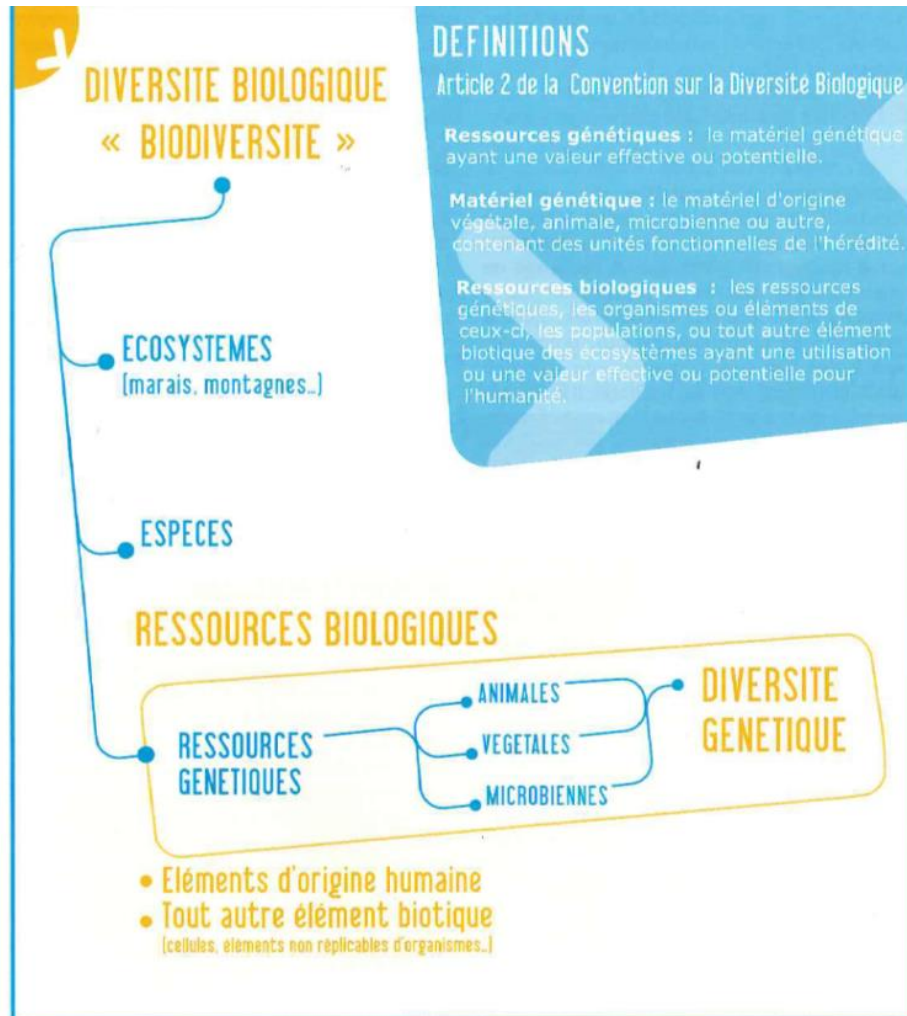 DIVERSITE BIOLOGIQUE
« BIODIVERSITE »
DEFINITIONS
Article 2 de la Convention sur la Diversité Biologique
Ressources génétiques : le matériel génétique
ayant une valeur effective ou potentielle.
Matériel génétique : le matériel d'origine
végétale, animale, microbienne ou autre,
contenant des unités fonctionnelles de l'hérédité.
Ressources biologiques : les ressources
génétiques, les organismes ou éléments de
ceux-ci, les populations, ou tout autre élément
biotique des écosystèmes ayant une utilisation
ou une valeur effective ou potentielle pour
l'humanité.
ECOSYSTEMES
(marais, montagnes...)
ESPECES
RESSOURCES BIOLOGIQUES
RESSOURCES
GENETIQUES
ANIMALES
VEGETALES
MICROBIENNES
DIVERSITE
GENETIQUE
• Eléments d'origine humaine
• Tout autre élément biotique
(cellules, éléments non réplicables d'organismes...)